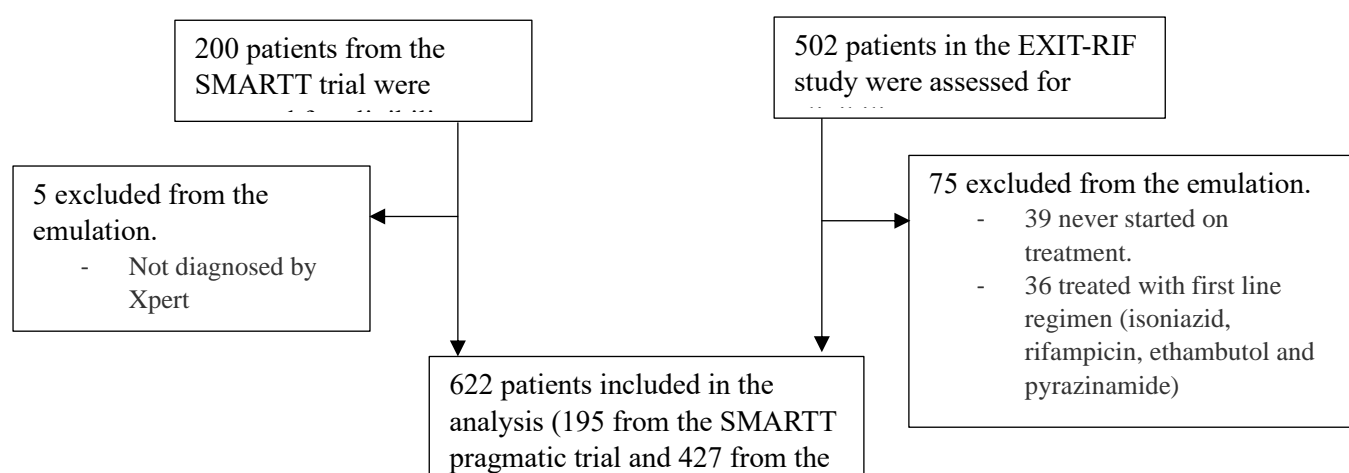 200 patients from the
SMARTT trial were
502 patients in the EXIT-RIF
study were assessed for
5 excluded from the
emulation.
- Not diagnosed by
Xpert
75 excluded from the emulation.
- 39 never started on
treatment.
- 36 treated with first line
regimen (isoniazid,
rifampicin, ethambutol and
pyrazinamide)
622 patients included in the
analysis (195 from the SMARTT
pragmatic trial and 427 from the